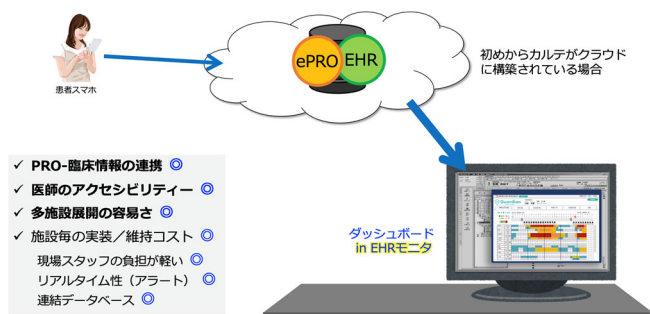 初めからカルテがクラウド
に構築されている場合
ePRO
EHR
患者スマホ
✓ PRO-臨床情報の連携 ◎
✓ 医師のアクセシビリティー ◎
✓ 多施設展開の容易さ ◎
✓ 施設毎の実装／維持コスト ◎
現場スタッフの負担が軽い ◎
リアルタイム性（アラート） ◎
連結データベース ◎
ダッシュボード
in EHRモニタ
Guardian